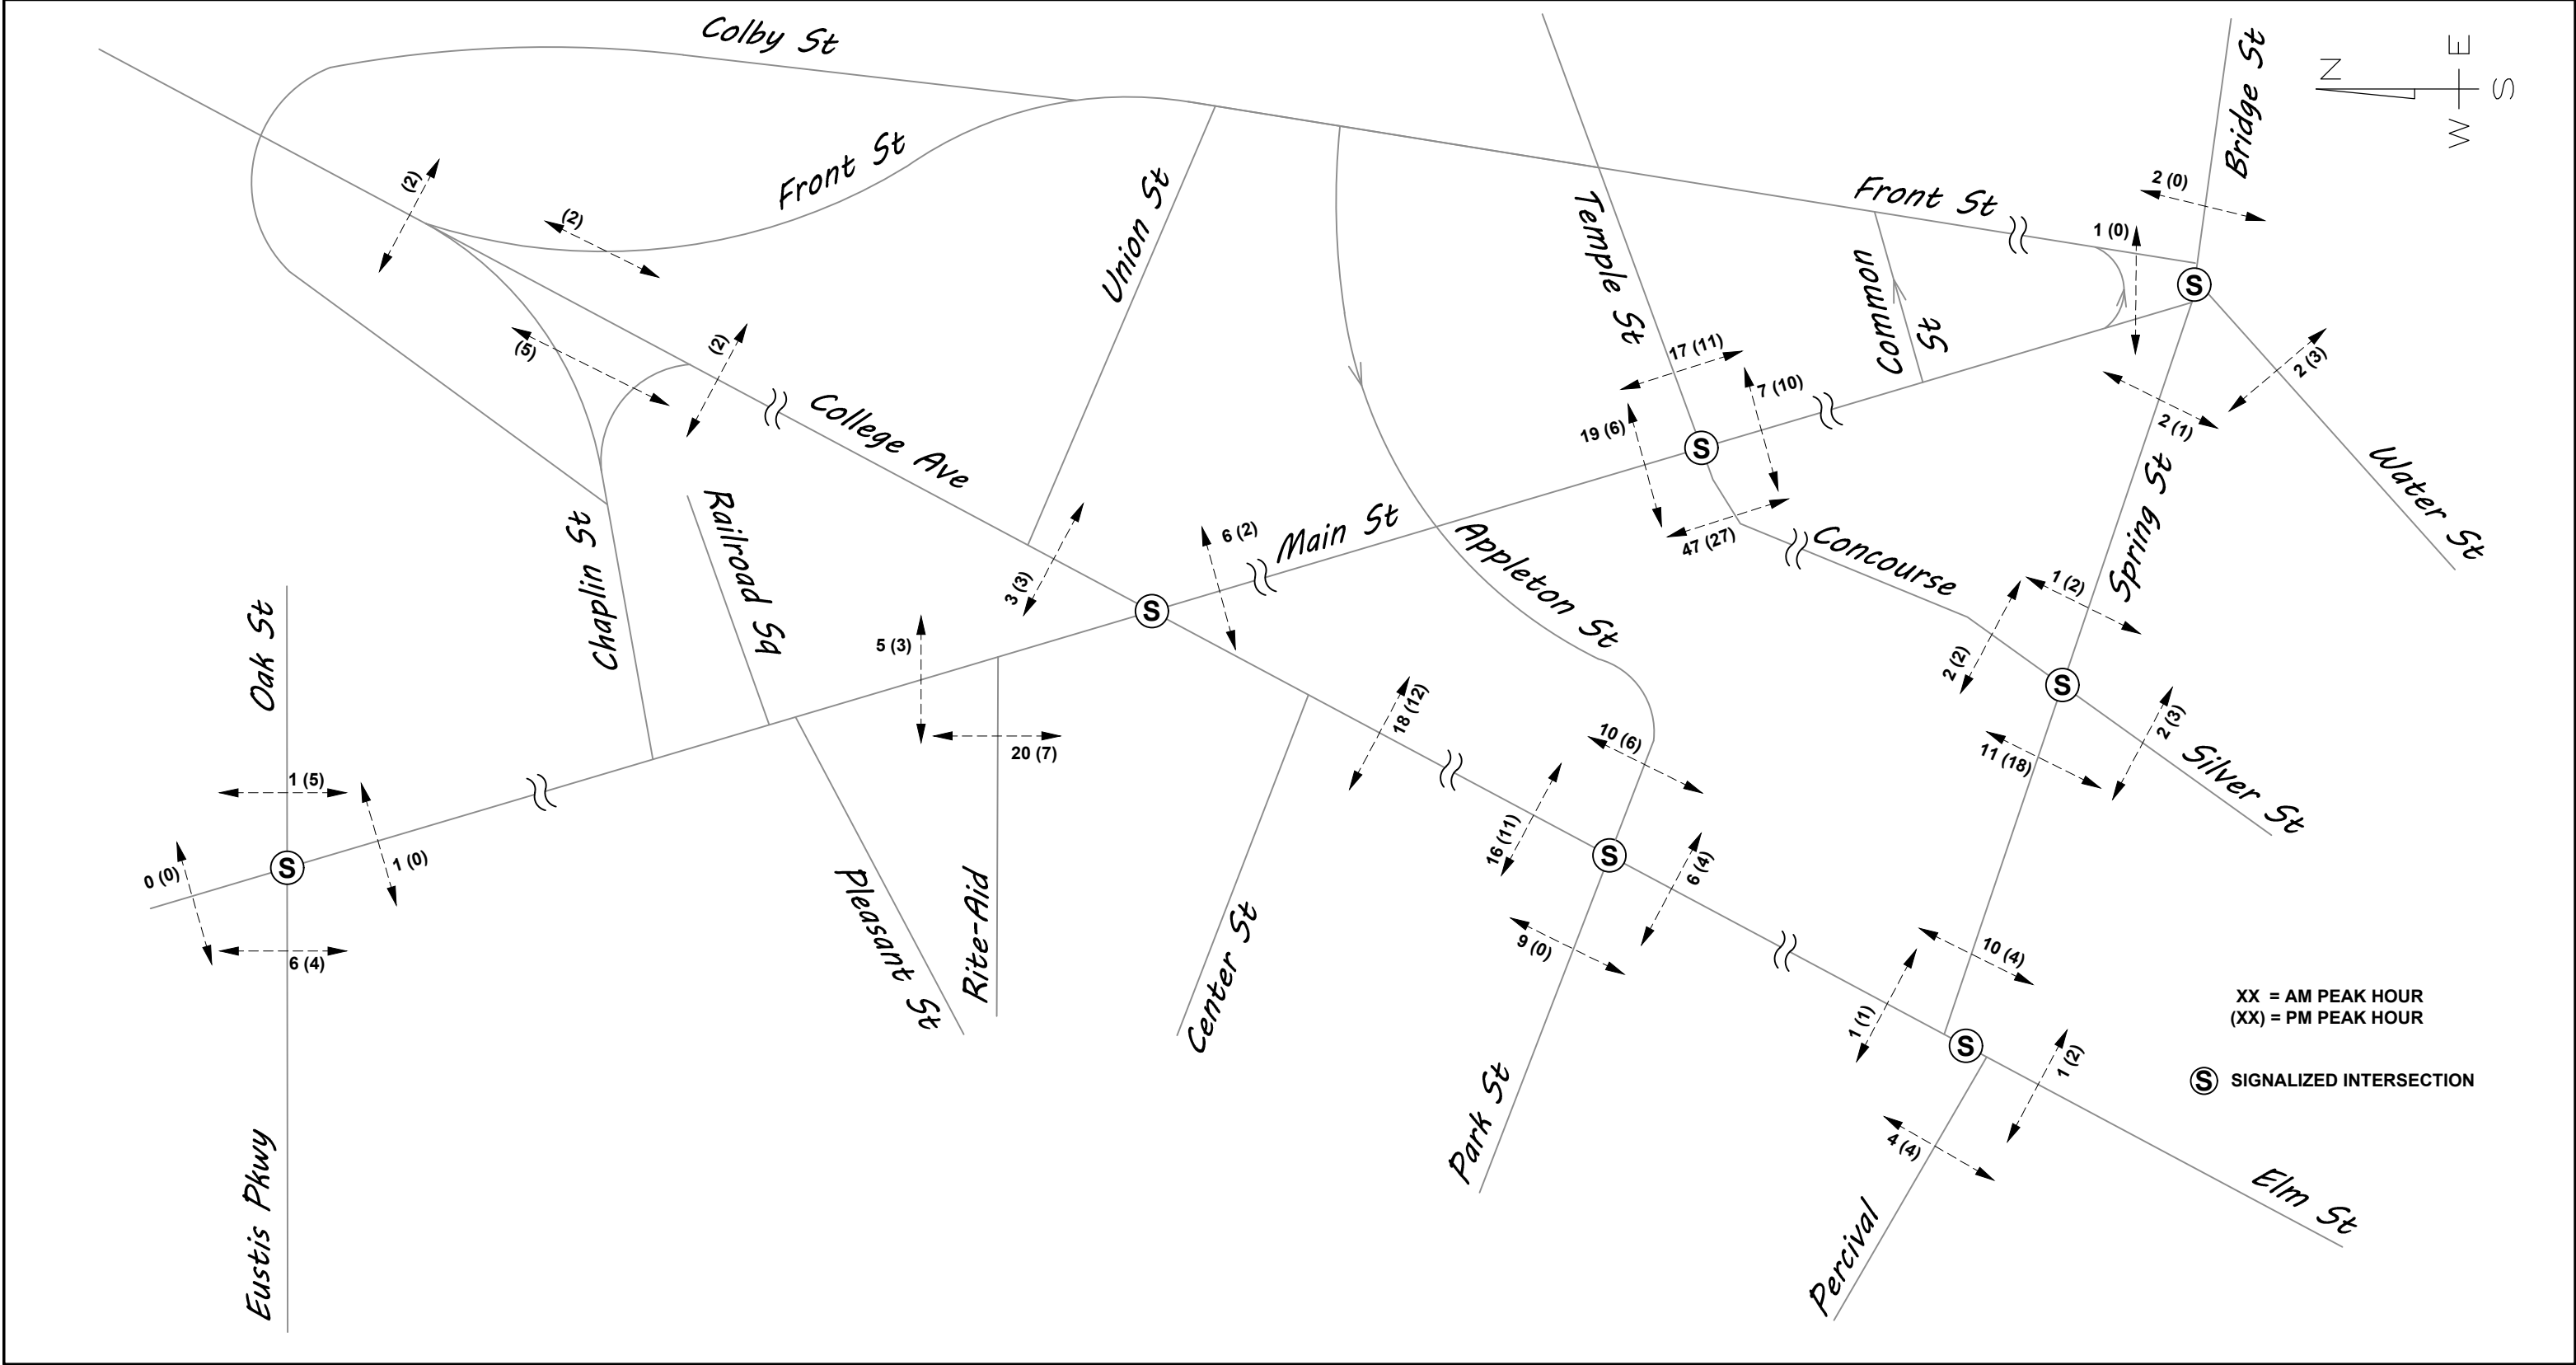 Colby St
N
E
S
W
Bridge St
(2)
Front St
(2)
2 (0)
Union St
Temple St
Front St
1 (0)
Common
St
(5)
(2)
17 (11)
7 (10)
19 (6)
2 (3)
2 (1)
College Ave
Main St
47 (27)
Water St
Railroad Sq
Chaplin St
3 (3)
6 (2)
Appleton St
Concourse
Spring St
Oak St
5 (3)
1 (2)
2 (2)
20 (7)
18 (12)
10 (6)
2 (3)
11 (18)
Silver St
1 (5)
S
S
S
S
S
S
S
0 (0)
1 (0)
16 (11)
6 (4)
6 (4)
Pleasant St
Rite-Aid
Center St
9 (0)
10 (4)
1 (1)
1 (2)
XX = AM PEAK HOUR
(XX) = PM PEAK HOUR
S SIGNALIZED INTERSECTION
Park St
4 (4)
Eustis Pkwy
Percival
Elm St